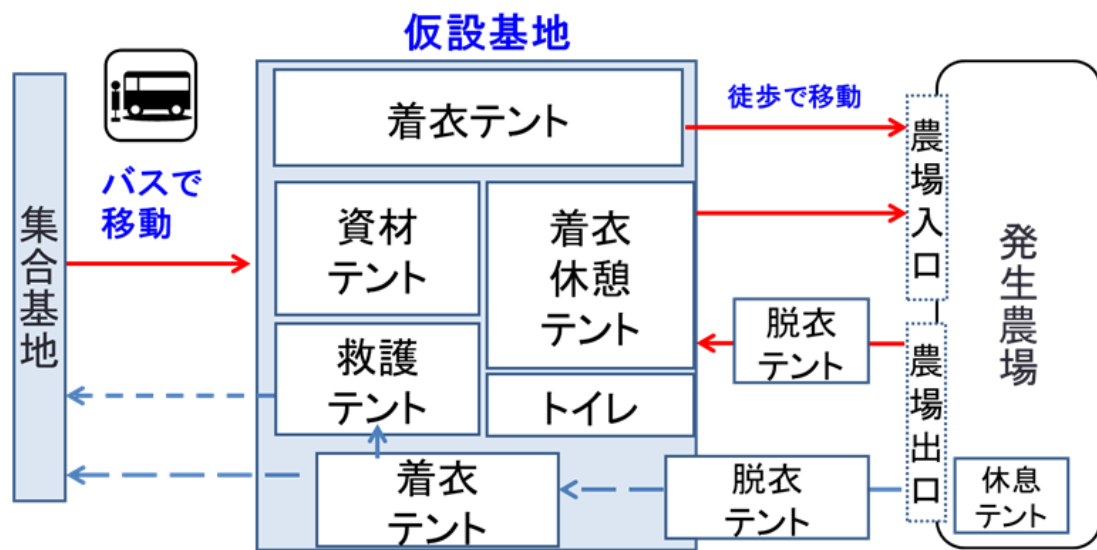 仮設基地
バスで
移動
集合基地
着衣テント
資材
テント
着衣
休憩
テント
救護
テント
トイレ
着衣
テント
徒歩で移動
農場入口
脱衣
テント
農場出口
脱衣
テント
発生農場
休息
テント